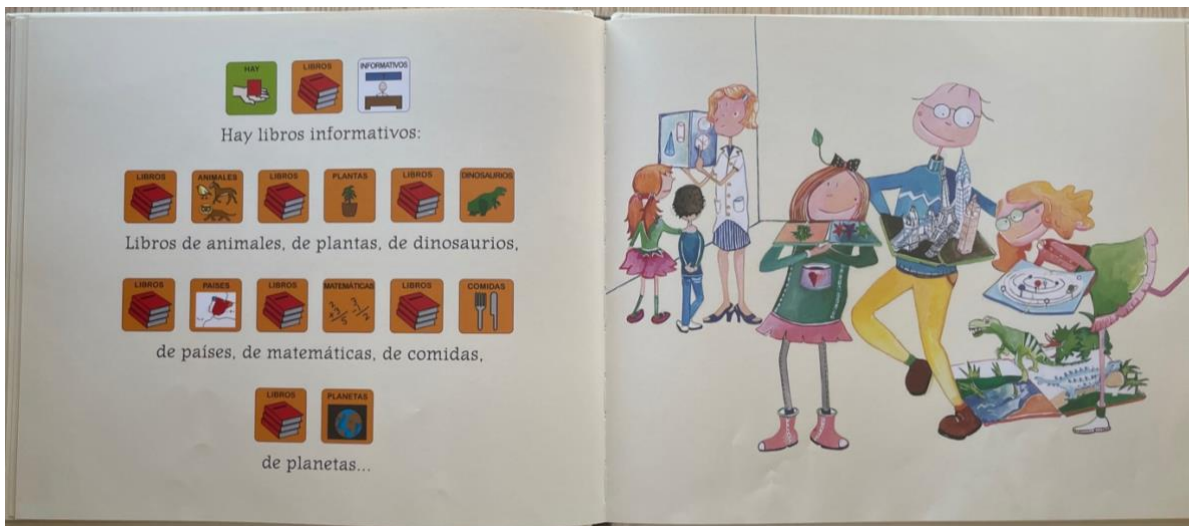 HAY LIBROS INFORMATIVOS
Hay libros informativos:
LIBROS ANIMALES LIBROS PLANTAS LIBROS DINOSAURIOS
Libros de animales, de plantas, de dinosaurios,
LIBROS PAÍSES LIBROS MATEMÁTICAS LIBROS COMIDAS
de países, de matemáticas, de comidas,
LIBROS PLANETAS
de planetas...